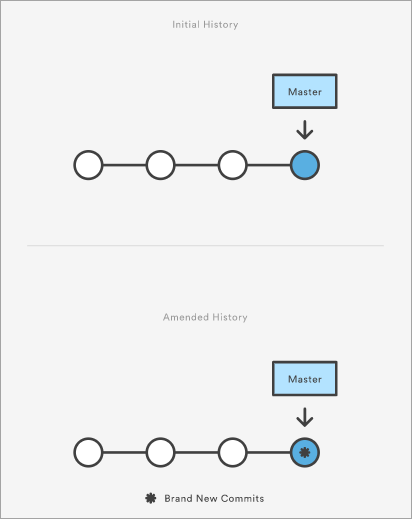 Initial History
Master
Amended History
Master
Brand New Commits